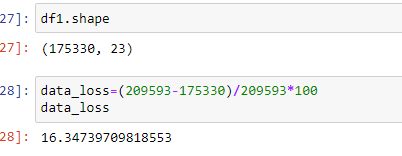 27]: df1.shape
27]: (175330, 23)
28]: data_loss=(209593-175330)/209593*100
data_loss
28]: 16.34739709818553